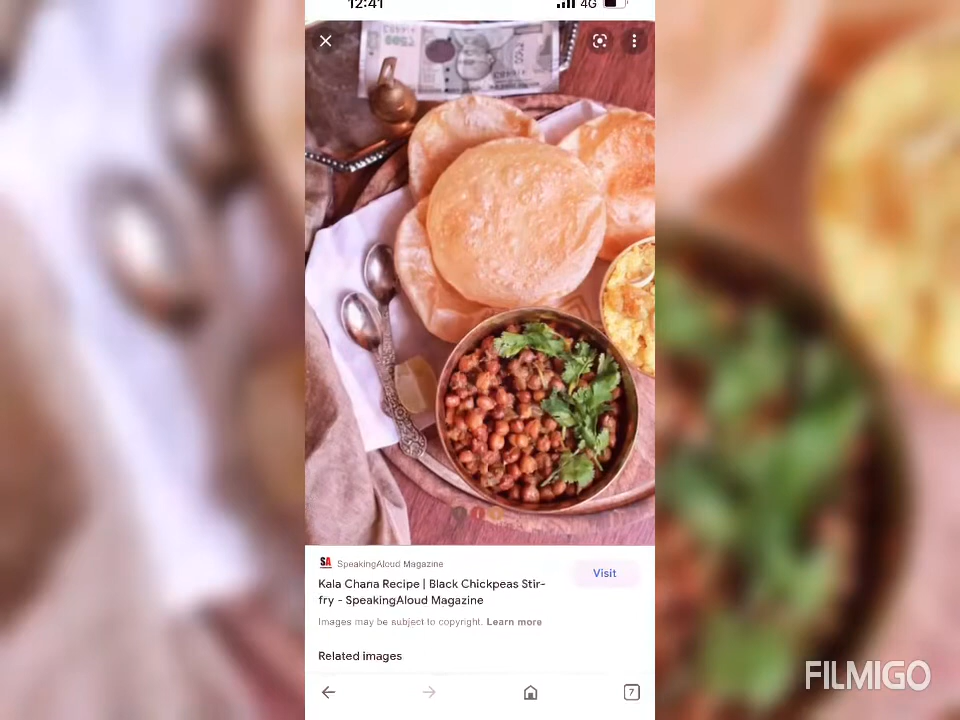 12:41 4G
₹500
SA SpeakingAloud Magazine
Kala Chana Recipe | Black Chickpeas Stir-
fry - SpeakingAloud Magazine
Visit
Images may be subject to copyright. Learn more
Related images
7
FILMIGO